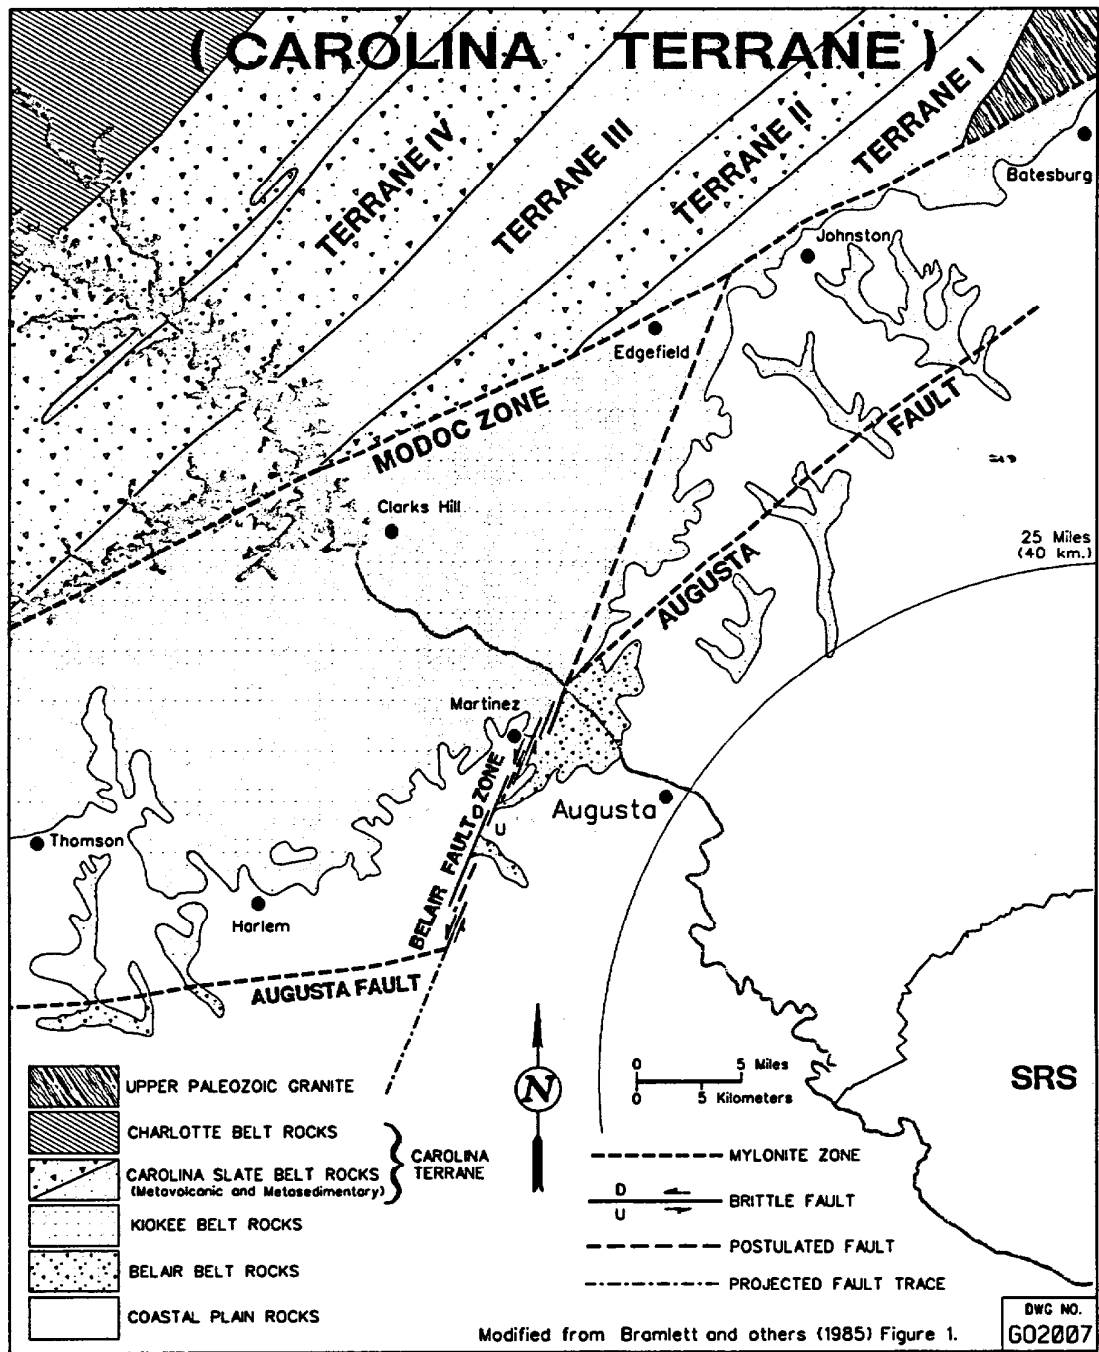 ( CAROLINA TERRANE )
TERRANE IV
TERRANE III
TERRANE II
TERRANE I
Batesburg
Johnston
Edgefield
MODOC ZONE
FAULT
Clarks Hill
25 Miles
(40 km.)
AUGUSTA
Martinez
Augusta
BELAIR FAULT ZONE
D
U
Thomson
Harlem
AUGUSTA FAULT
N
0 5 Miles
0 5 Kilometers
SRS
UPPER PALEOZOIC GRANITE
CHARLOTTE BELT ROCKS
CAROLINA SLATE BELT ROCKS
(Metavolcanic and Metasedimentary)
CAROLINA
TERRANE
KIOKEE BELT ROCKS
BELAIR BELT ROCKS
COASTAL PLAIN ROCKS
MYLONITE ZONE
D
U
BRITTLE FAULT
POSTULATED FAULT
PROJECTED FAULT TRACE
Modified from Bramlett and others (1985) Figure 1.
DWG NO.
GO2007